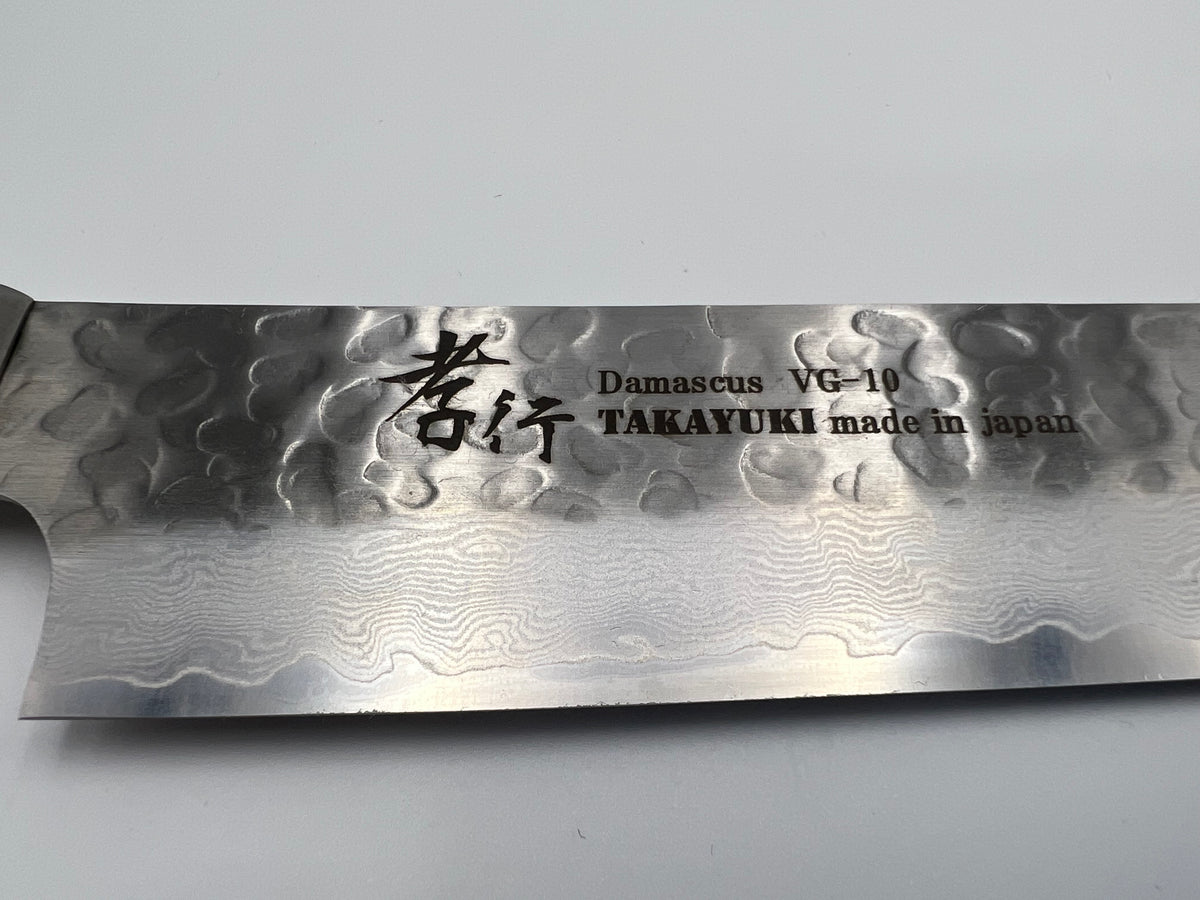 孝行
Damascus VG-10
TAKAYUKI made in japan